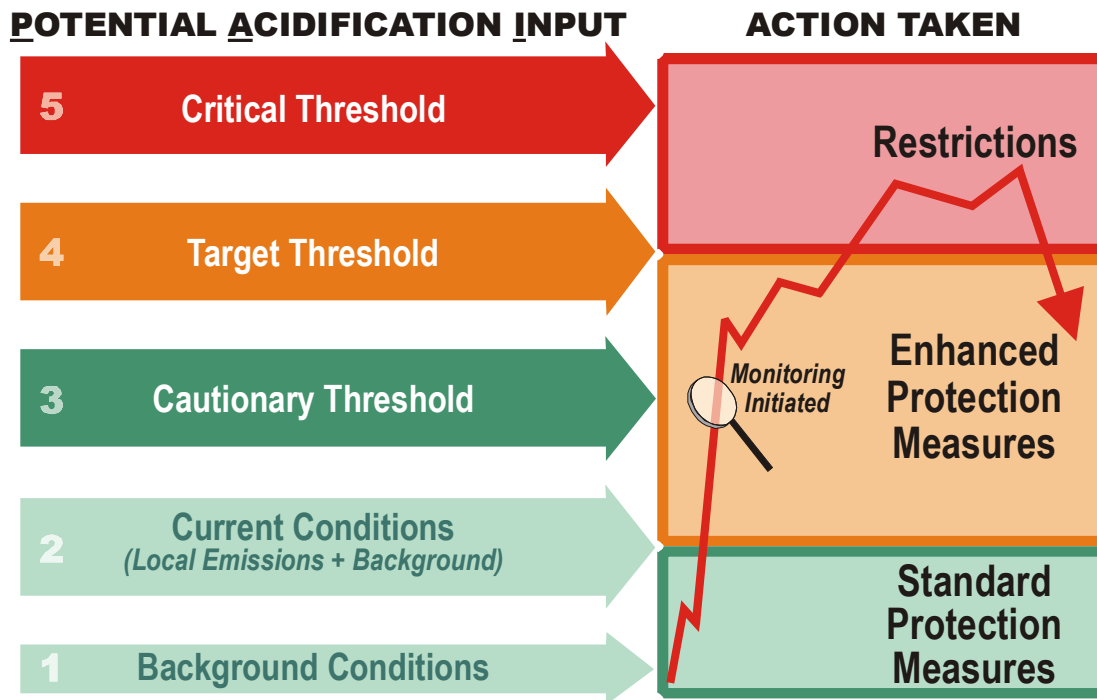 POTENTIAL ACIDIFICATION INPUT
ACTION TAKEN
5
Critical Threshold
Restrictions
4
Target Threshold
Enhanced
Protection
Measures
Monitoring
Initiated
3
Cautionary Threshold
2
Current Conditions
(Local Emissions + Background)
Standard
Protection
Measures
1
Background Conditions